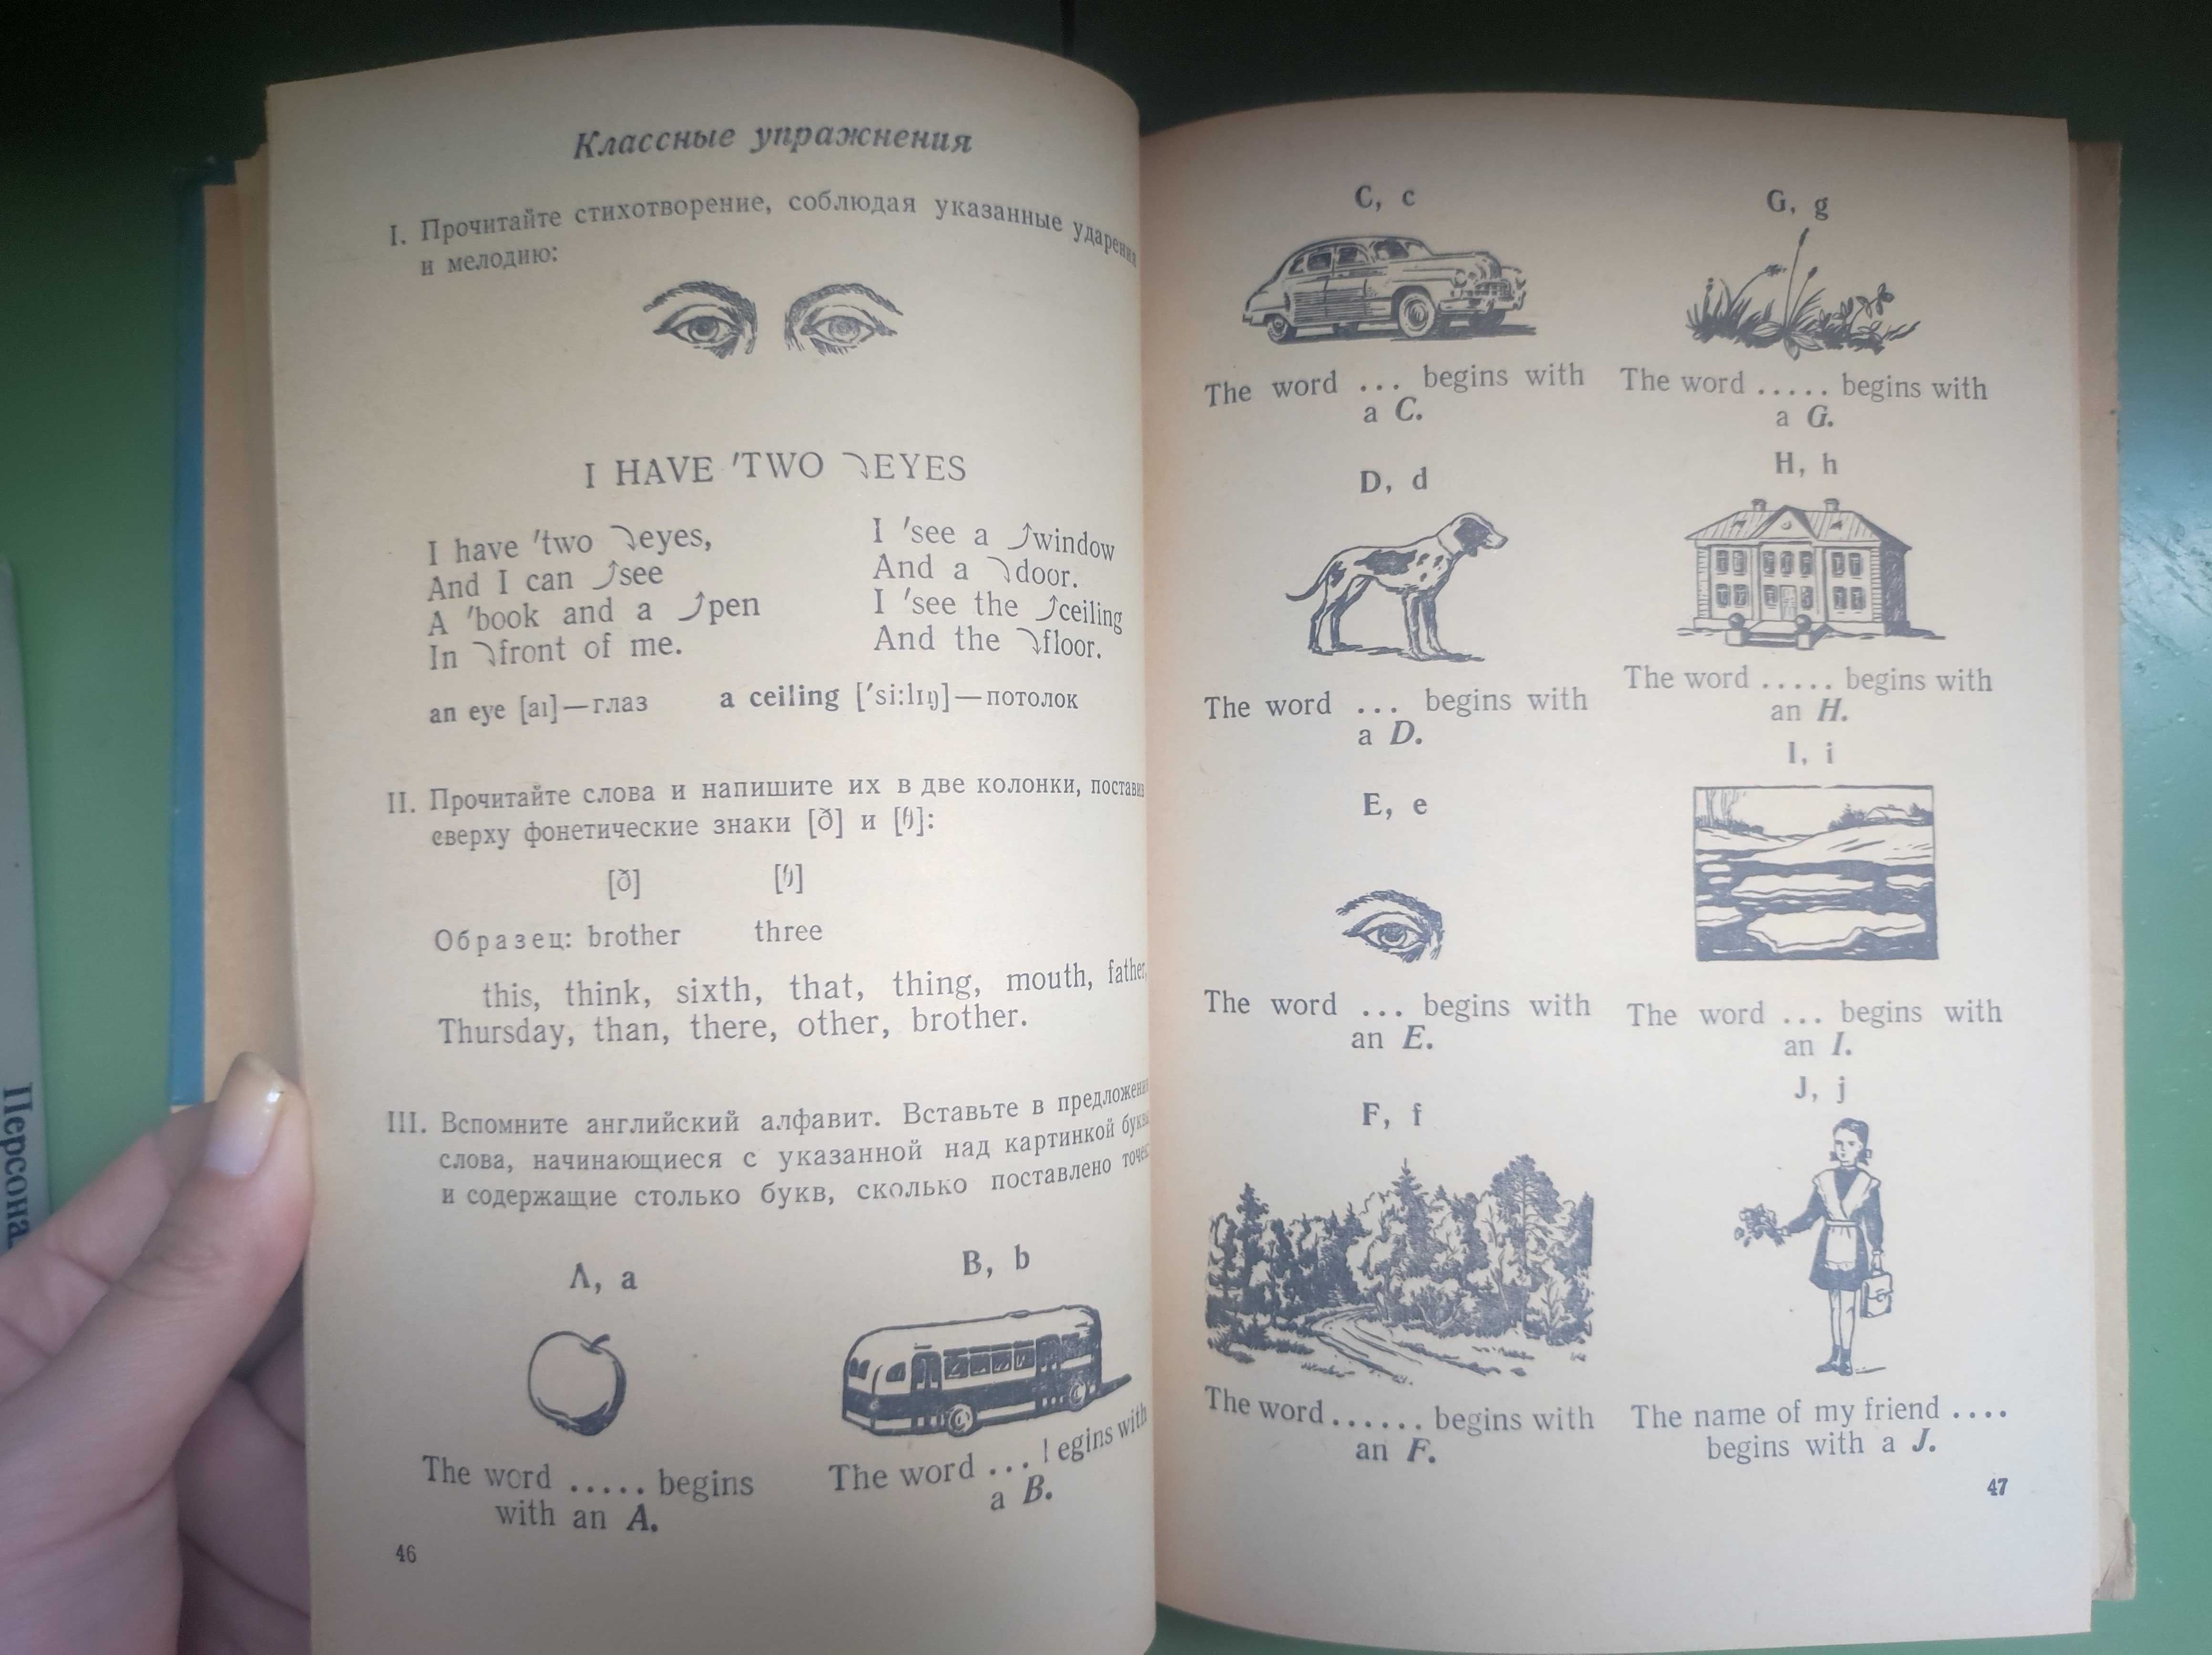 Классные упражнения
I. Прочитайте стихотворение, соблюдая указанные ударения
и мелодию:
I HAVE 'TWO ⤵EYES
I have 'two ⤵eyes,
And I can ⤴see
A 'book and a ⤴pen
In ⤵front of me.
I 'see a ⤴window
And a ⤵door.
I 'see the ⤴ceiling
And the ⤵floor.
an eye [aı]—глаз a ceiling ['si:lıŋ]—потолок
II. Прочитайте слова и напишите их в две колонки, поставив
сверху фонетические знаки [ð] и [θ]:
[ð] [θ]
Образец: brother three
this, think, sixth, that, thing, mouth, father,
Thursday, than, there, other, brother.
III. Вспомните английский алфавит. Вставьте в предложени
слова, начинающиеся с указанной над картинкой букв
и содержащие столько букв, сколько поставлено точек
A, a
The word ..... begins
with an A.
B, b
The word ... begins with
a B.
46
C, c
The word ... begins with
a C.
D, d
The word ... begins with
a D.
E, e
The word ... begins with
an E.
F, f
The word ...... begins with
an F.
G, g
The word ..... begins with
a G.
H, h
The word ..... begins with
an H.
I, i
The word ... begins with
an I.
J, j
The name of my friend ....
begins with a J.
47
Персона